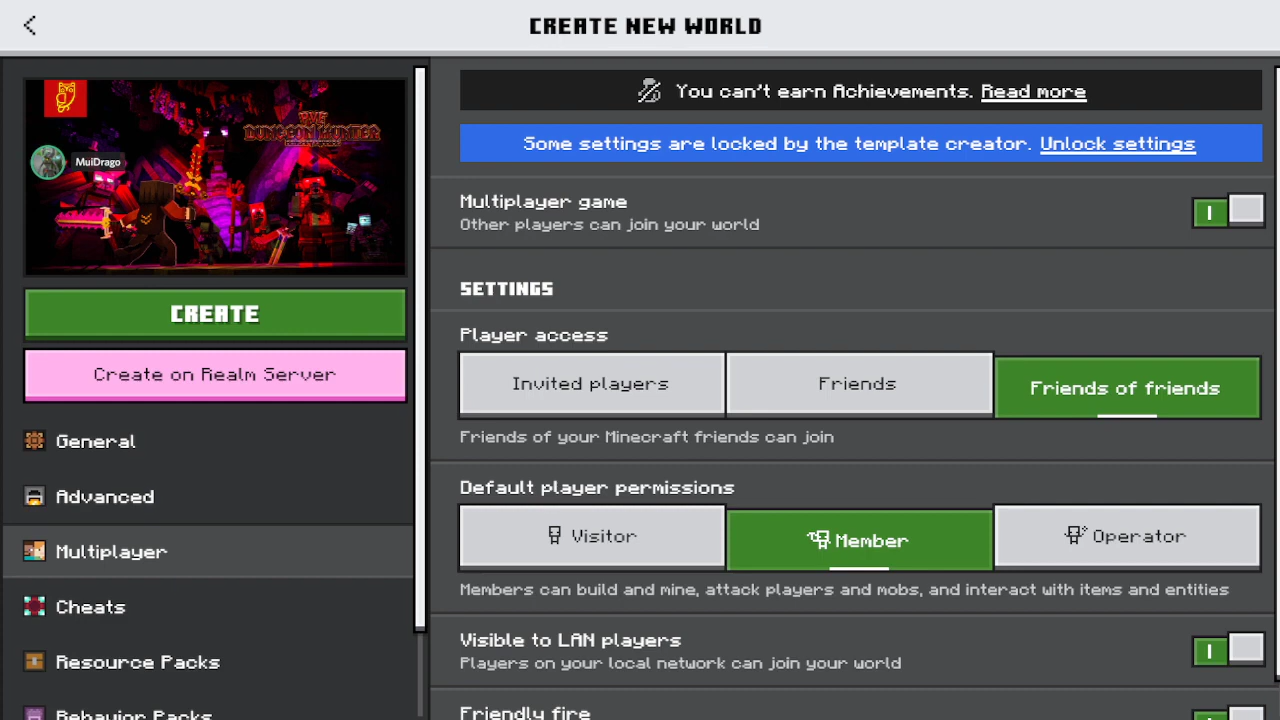 CREATE NEW WORLD
MuiDrago
DUNGEON HUNTER
CREATE
Create on Realm Server
General
Advanced
Multiplayer
Cheats
Resource Packs
Behavior Packs
You can't earn Achievements. Read more
Some settings are locked by the template creator. Unlock settings
Multiplayer game
Other players can join your world
SETTINGS
Player access
Invited players
Friends
Friends of friends
Friends of your Minecraft friends can join
Default player permissions
Visitor
Member
Operator
Members can build and mine, attack players and mobs, and interact with items and entities
Visible to LAN players
Players on your local network can join your world
Friendly fire